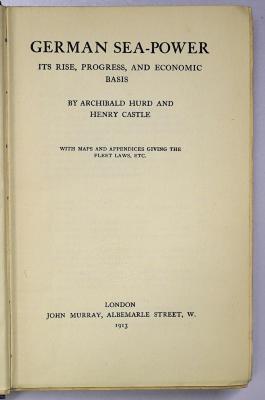 GERMAN SEA-POWER
ITS RISE, PROGRESS, AND ECONOMIC
BASIS
BY ARCHIBALD HURD AND
HENRY CASTLE
WITH MAPS AND APPENDICES GIVING THE
FLEET LAWS, ETC.
LONDON
JOHN MURRAY, ALBEMARLE STREET, W.
1913